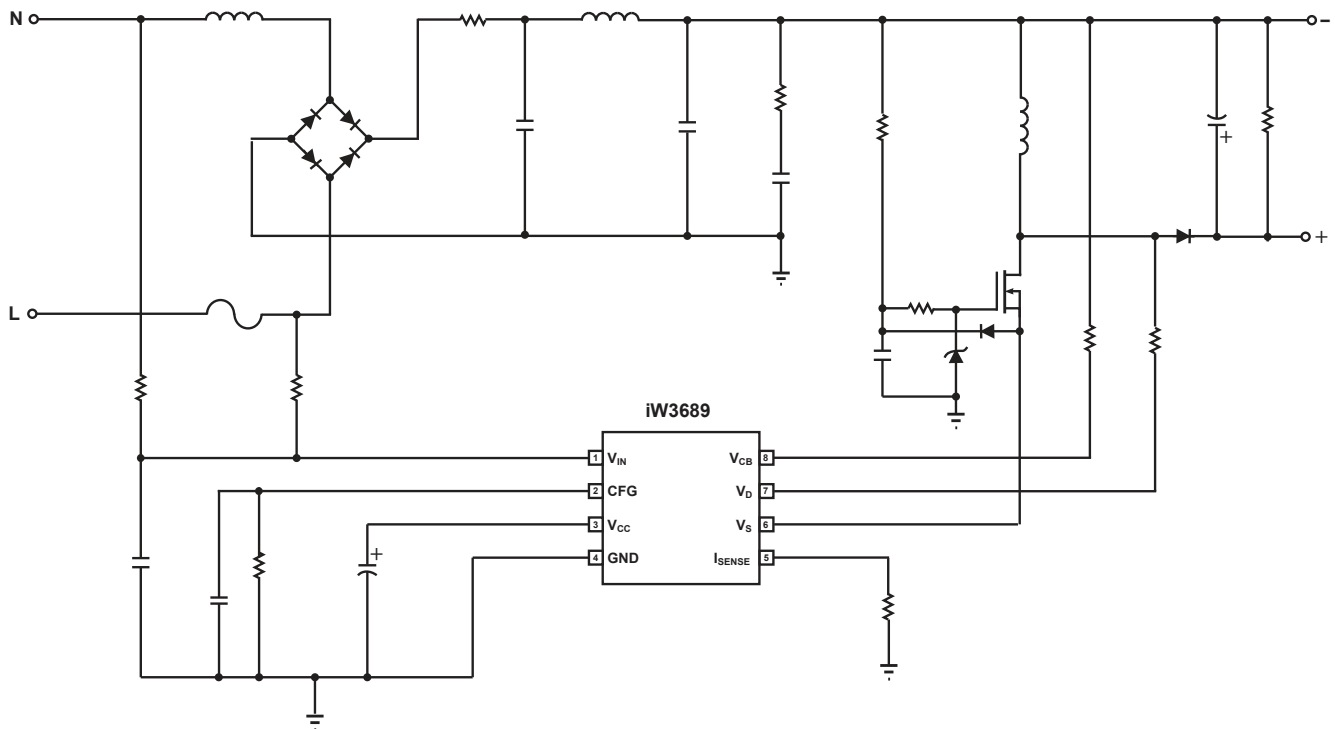 N
−
+
+
L
+
iW3689
1 VIN VCB 8
2 CFG VD 7
3 VCC VS 6
4 GND ISENSE 5
+